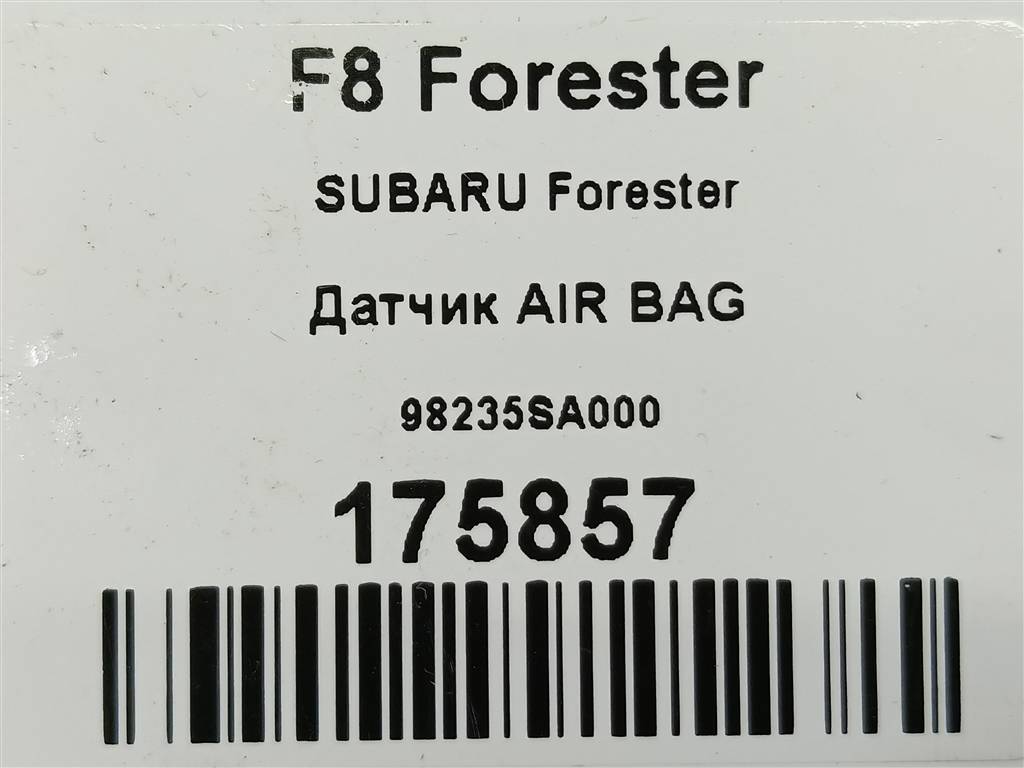 F8 Forester
SUBARU Forester
Датчик AIR BAG
98235SA000
175857